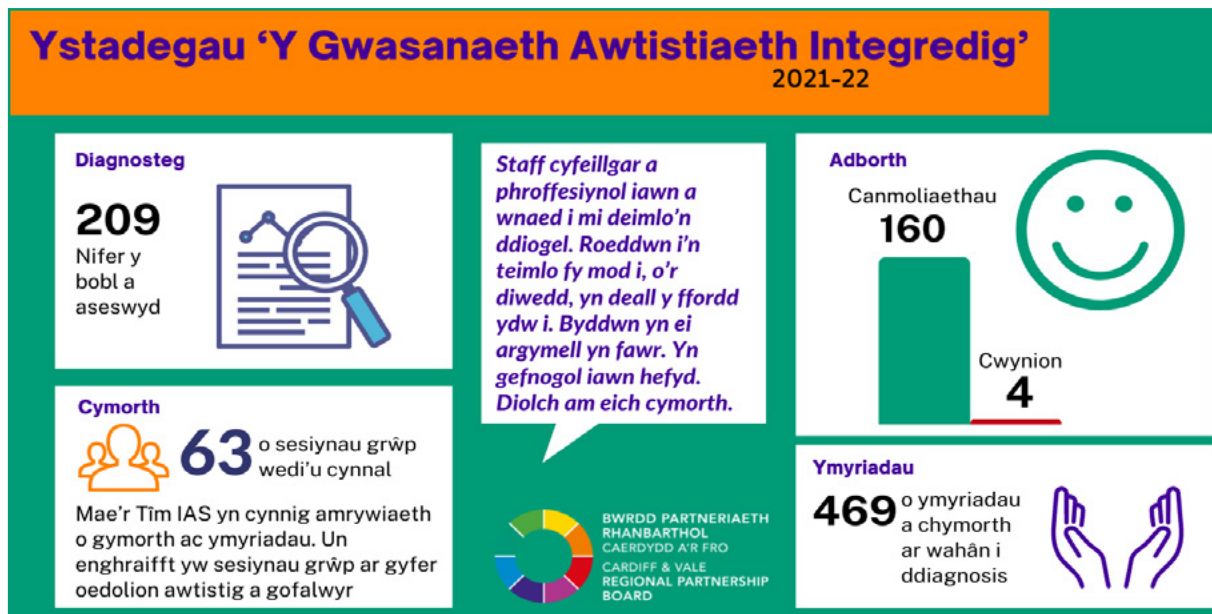 Ystadegau ‘Y Gwasanaeth Awtistiaeth Integredig’
2021-22
Diagnosteg
209
Nifer y
bobl a
aseswyd
Cymorth
63 o sesiynau grŵp
wedi'u cynnal
Mae'r Tîm IAS yn cynnig amrywiaeth
o gymorth ac ymyriadau. Un
enghraifft yw sesiynau grŵp ar gyfer
oedolion awtistig a gofalwyr
Staff cyfeillgar a
phroffesiynol iawn a
wnaed i mi deimlo'n
ddiogel. Roeddwn i'n
teimlo fy mod i, o'r
diwedd, yn deall y ffordd
ydw i. Byddwn yn ei
argymell yn fawr. Yn
gefnogol iawn hefyd.
Diolch am eich cymorth.
BWRDD PARTNERIAETH
RHANBARTHOL
CAERDYDD A'R FRO
CARDIFF & VALE
REGIONAL PARTNERSHIP
BOARD
Adborth
Canmoliaethau
160
Cwynion
4
Ymyriadau
469 o ymyriadau
a chymorth
ar wahân i
ddiagnosis